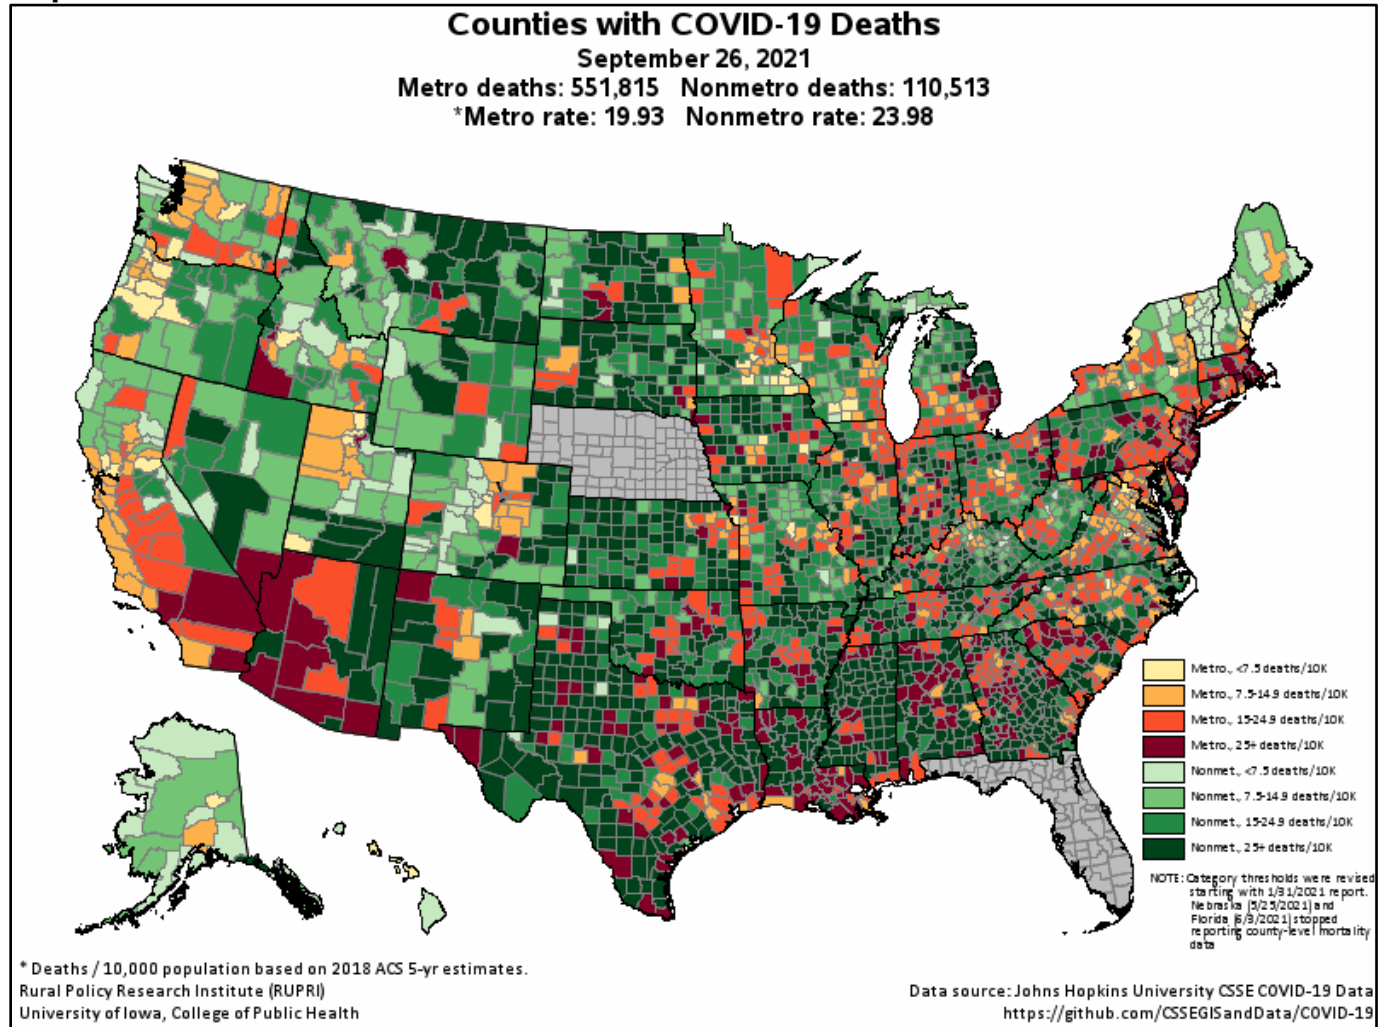 Counties with COVID-19 Deaths
September 26, 2021
Metro deaths: 551,815 Nonmetro deaths: 110,513
*Metro rate: 19.93 Nonmetro rate: 23.98
Metro., <7.5 deaths/10K
Metro., 7.5-14.9 deaths/10K
Metro., 15-24.9 deaths/10K
Metro., 25+ deaths/10K
Nonmet., <7.5 deaths/10K
Nonmet., 7.5-14.9 deaths/10K
Nonmet., 15-24.9 deaths/10K
Nonmet., 25+ deaths/10K
NOTE: Category thresholds were revised
starting with 1/31/2021 report.
Nebraska (5/25/2021) and
Florida (6/3/2021) stopped
reporting county-level mortality
data
* Deaths / 10,000 population based on 2018 ACS 5-yr estimates.
Rural Policy Research Institute (RUPRI)
University of Iowa, College of Public Health
Data source: Johns Hopkins University CSSE COVID-19 Data
https://github.com/CSSEGISandData/COVID-19